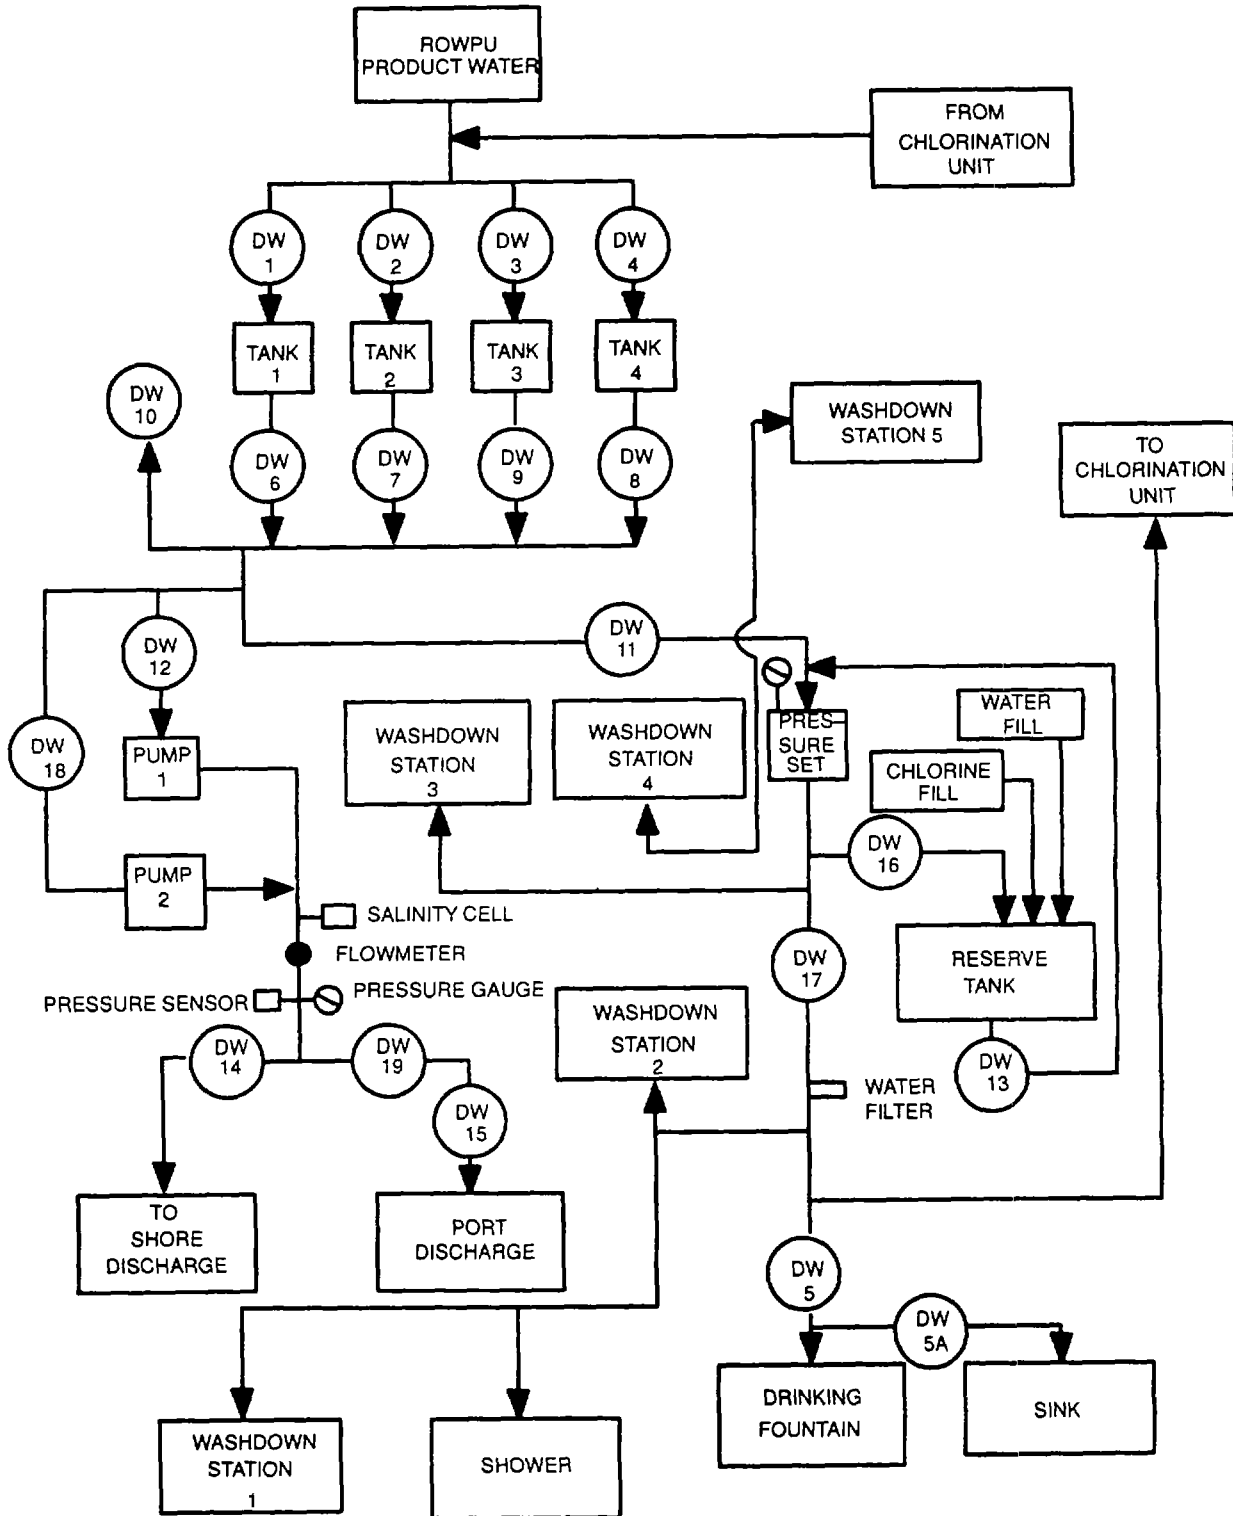 ROWPU
PRODUCT WATER
FROM
CHLORINATION
UNIT
DW
1
DW
2
DW
3
DW
4
TANK
1
TANK
2
TANK
3
TANK
4
DW
10
DW
6
DW
7
DW
9
DW
8
WASHDOWN
STATION 5
TO
CHLORINATION
UNIT
DW
12
DW
11
DW
18
PUMP
1
WASHDOWN
STATION
3
WASHDOWN
STATION
4
PRES-
SURE
SET
WATER
FILL
CHLORINE
FILL
DW
16
PUMP
2
SALINITY CELL
FLOWMETER
PRESSURE SENSOR
PRESSURE GAUGE
DW
17
RESERVE
TANK
WASHDOWN
STATION
2
DW
14
DW
19
DW
15
DW
13
WATER
FILTER
TO
SHORE
DISCHARGE
PORT
DISCHARGE
DW
5
DW
5A
DRINKING
FOUNTAIN
SINK
WASHDOWN
STATION
1
SHOWER